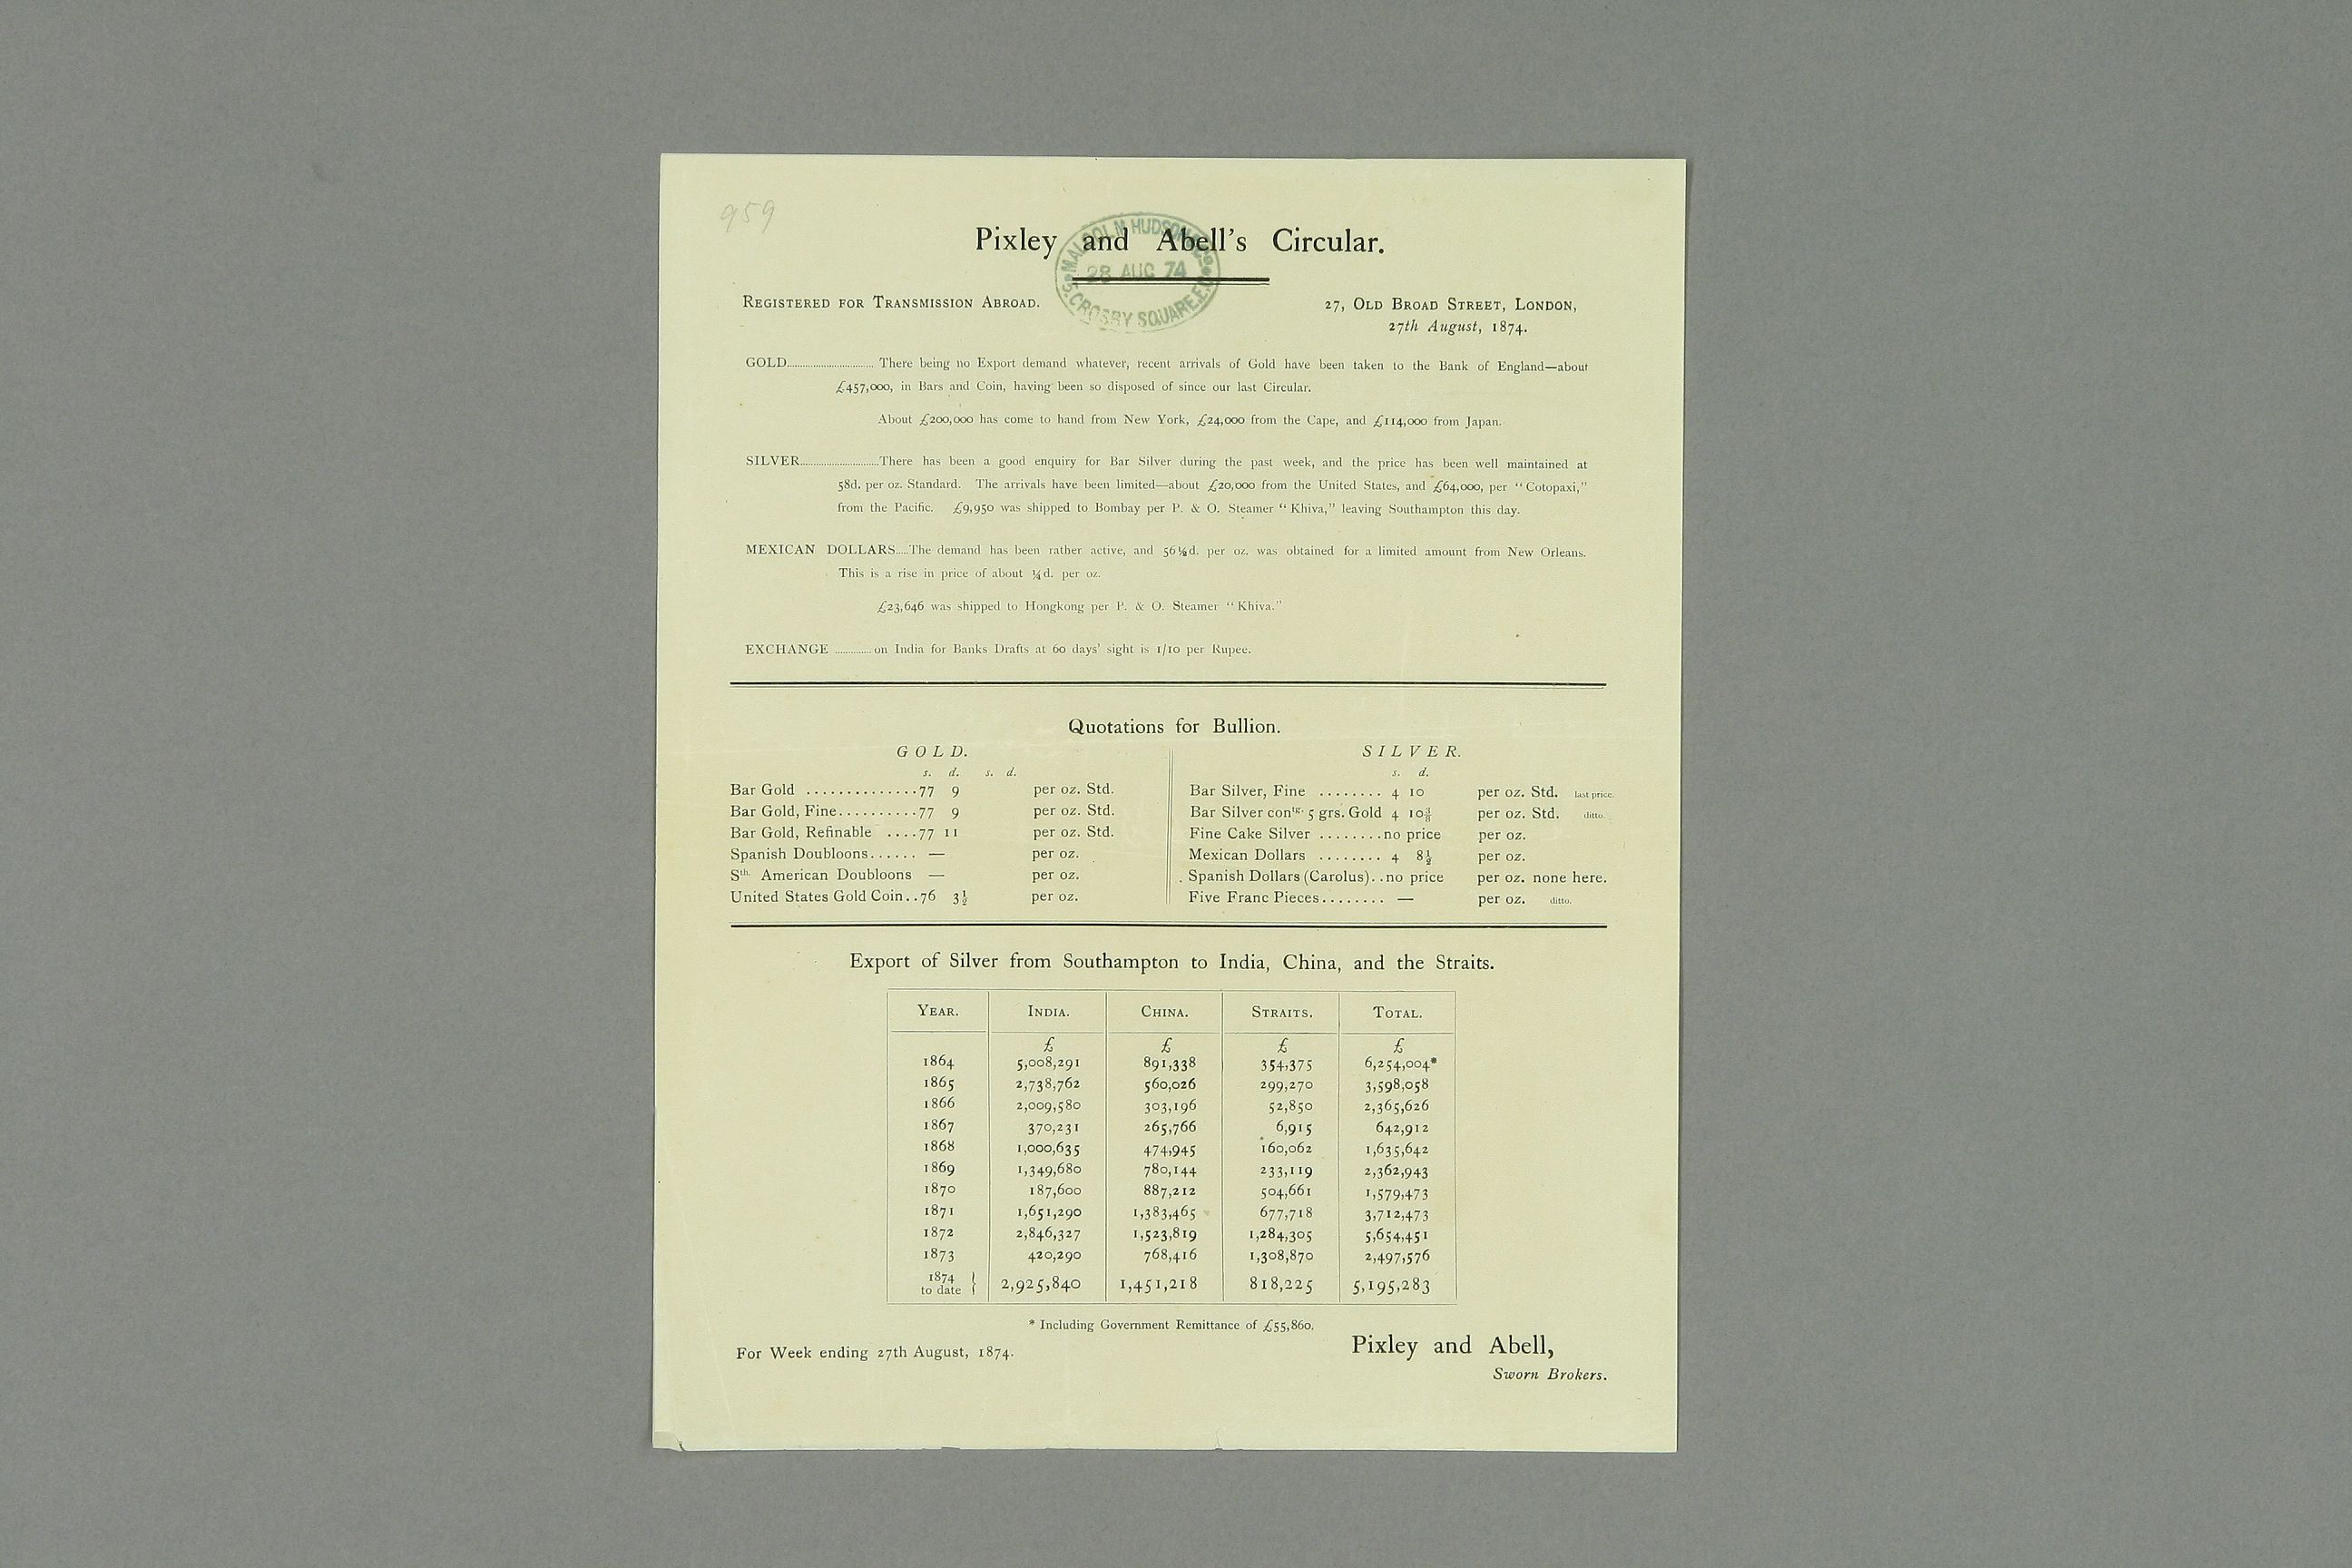 959
Pixley and Abell's Circular.
MALCOLM HUDSON
28 AUG 74
CROSBY SQUARE, E.C.
REGISTERED FOR TRANSMISSION ABROAD.
27, OLD BROAD STREET, LONDON,
27th August, 1874.
GOLD.............................. There being no Export demand whatever, recent arrivals of Gold have been taken to the Bank of England—about
£457,000, in Bars and Coin, having been so disposed of since our last Circular.
About £200,000 has come to hand from New York, £24,000 from the Cape, and £114,000 from Japan.
SILVER............................There has been a good enquiry for Bar Silver during the past week, and the price has been well maintained at
58d. per oz. Standard. The arrivals have been limited—about £20,000 from the United States, and £64,000, per "Cotopaxi,"
from the Pacific. £9,950 was shipped to Bombay per P. & O. Steamer "Khiva," leaving Southampton this day.
MEXICAN DOLLARS.....The demand has been rather active, and 56½d. per oz. was obtained for a limited amount from New Orleans.
This is a rise in price of about ¼d. per oz.
£23,646 was shipped to Hongkong per P. & O. Steamer "Khiva."
EXCHANGE ............on India for Banks Drafts at 60 days' sight is 1/10 per Rupee.
Quotations for Bullion.
GOLD.
s. d. s. d.
Bar Gold ..............77 9 per oz. Std.
Bar Gold, Fine..........77 9 per oz. Std.
Bar Gold, Refinable ....77 11 per oz. Std.
Spanish Doubloons...... — per oz.
Sth. American Doubloons — per oz.
United States Gold Coin..76 3½ per oz.
SILVER.
s. d.
Bar Silver, Fine ........ 4 10 per oz. Std. last price.
Bar Silver contg. 5 grs. Gold 4 10⅜ per oz. Std. ditto.
Fine Cake Silver ........no price per oz.
Mexican Dollars ........ 4 8½ per oz.
Spanish Dollars (Carolus)..no price per oz. none here.
Five Franc Pieces........ — per oz. ditto.
Export of Silver from Southampton to India, China, and the Straits.
YEAR. INDIA. CHINA. STRAITS. TOTAL.
£ £ £ £
1864 5,008,291 891,338 354,375 6,254,004*
1865 2,738,762 560,026 299,270 3,598,058
1866 2,009,580 303,196 52,850 2,365,626
1867 370,231 265,766 6,915 642,912
1868 1,000,635 474,945 160,062 1,635,642
1869 1,349,680 780,144 233,119 2,362,943
1870 187,600 887,212 504,661 1,579,473
1871 1,651,290 1,383,465 677,718 3,712,473
1872 2,846,327 1,523,819 1,284,305 5,654,451
1873 420,290 768,416 1,308,870 2,497,576
1874 to date } 2,925,840 1,451,218 818,225 5,195,283
* Including Government Remittance of £55,860.
For Week ending 27th August, 1874.
Pixley and Abell,
Sworn Brokers.